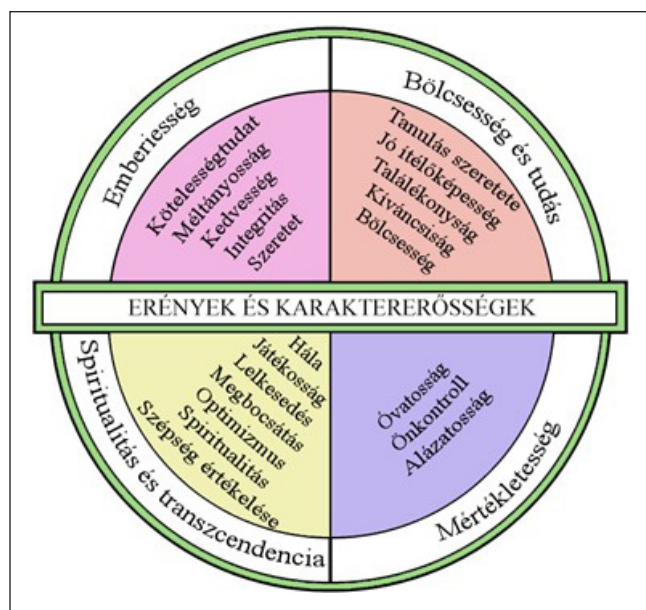 Emberiesség
Kötelességtudat
Méltányosság
Kedvesség
Integritás
Szeretet
Bölcsesség és tudás
Tanulás szeretete
Jó ítélőképesség
Találékonyság
Kíváncsiság
Bölcsesség
ERÉNYEK ÉS KARAKTERERŐSSÉGEK
Spiritualitás és transzcendencia
Hála
Játékosság
Lelkesedés
Megbocsátás
Optimizmus
Spiritualitás
Szépség értékelése
Óvatosság
Önkontroll
Alázatosság
Mértékletesség